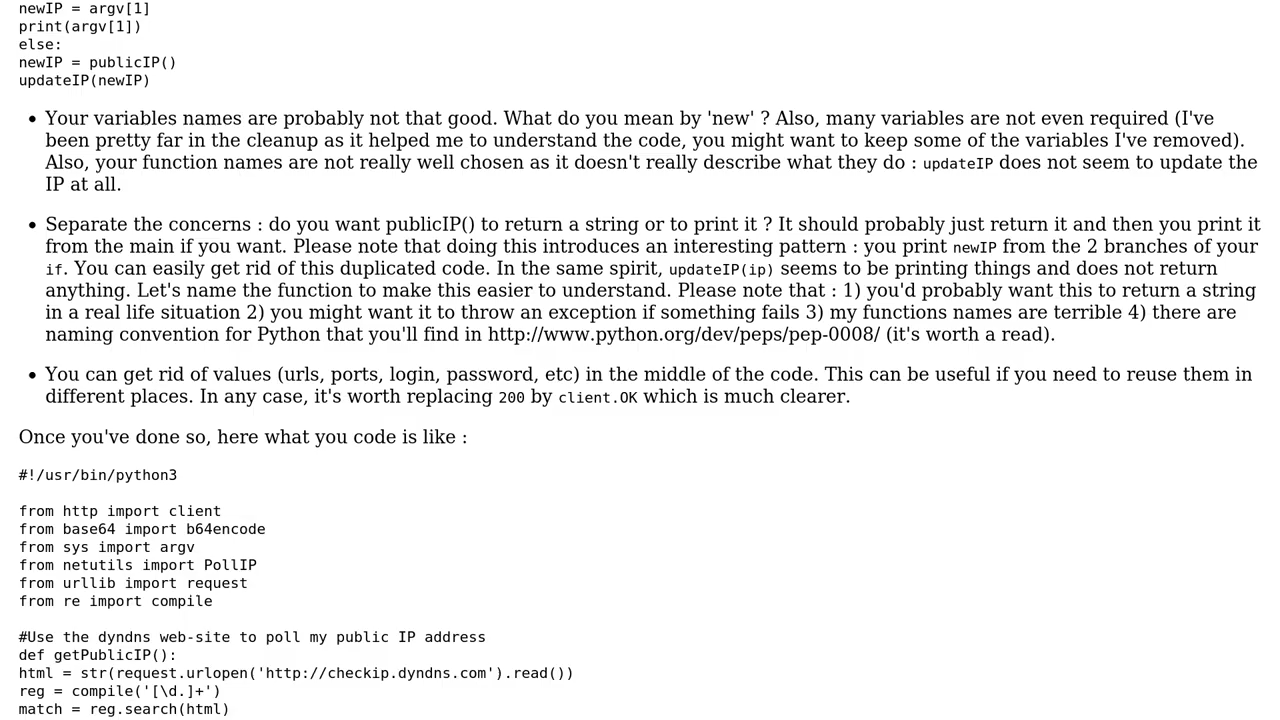 newIP = argv[1]
print(argv[1])
else:
newIP = publicIP()
updateIP(newIP)
• Your variables names are probably not that good. What do you mean by 'new' ? Also, many variables are not even required (I've
been pretty far in the cleanup as it helped me to understand the code, you might want to keep some of the variables I've removed).
Also, your function names are not really well chosen as it doesn't really describe what they do : updateIP does not seem to update the
IP at all.
• Separate the concerns : do you want publicIP() to return a string or to print it ? It should probably just return it and then you print it
from the main if you want. Please note that doing this introduces an interesting pattern : you print newIP from the 2 branches of your
if. You can easily get rid of this duplicated code. In the same spirit, updateIP(ip) seems to be printing things and does not return
anything. Let's name the function to make this easier to understand. Please note that : 1) you'd probably want this to return a string
in a real life situation 2) you might want it to throw an exception if something fails 3) my functions names are terrible 4) there are
naming convention for Python that you'll find in http://www.python.org/dev/peps/pep-0008/ (it's worth a read).
• You can get rid of values (urls, ports, login, password, etc) in the middle of the code. This can be useful if you need to reuse them in
different places. In any case, it's worth replacing 200 by client.OK which is much clearer.
Once you've done so, here what you code is like :
#!/usr/bin/python3
from http import client
from base64 import b64encode
from sys import argv
from netutils import PollIP
from urllib import request
from re import compile
#Use the dyndns web-site to poll my public IP address
def getPublicIP():
html = str(request.urlopen('http://checkip.dyndns.com').read())
reg = compile('[\d.]+')
match = reg.search(html)